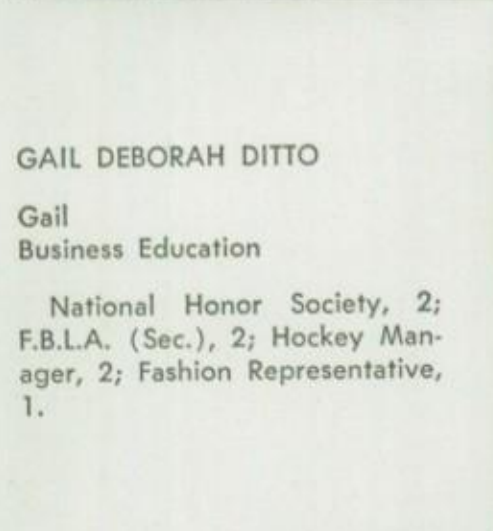 GAIL DEBORAH DITTO
Gail
Business Education
National Honor Society, 2;
F.B.L.A. (Sec.), 2; Hockey Man-
ager, 2; Fashion Representative,
1.